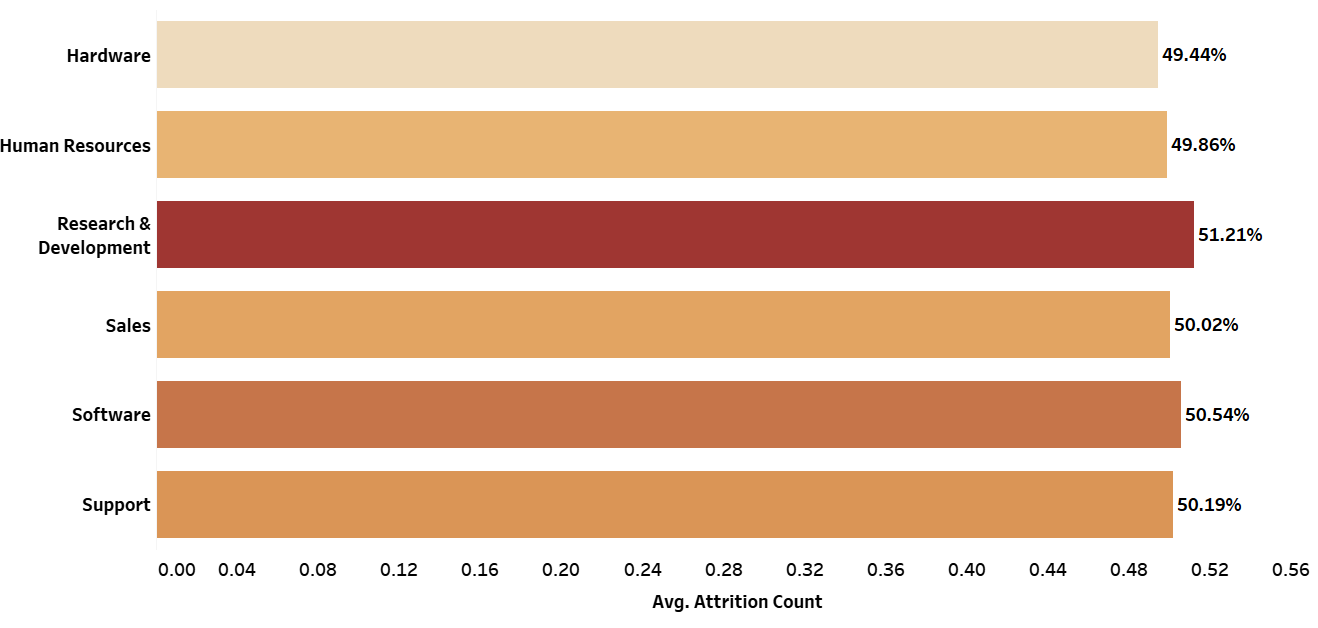 Hardware
49.44%
Human Resources
49.86%
Research &
Development
51.21%
Sales
50.02%
Software
50.54%
Support
50.19%
0.00 0.04 0.08 0.12 0.16 0.20 0.24 0.28 0.32 0.36 0.40 0.44 0.48 0.52 0.56
Avg. Attrition Count